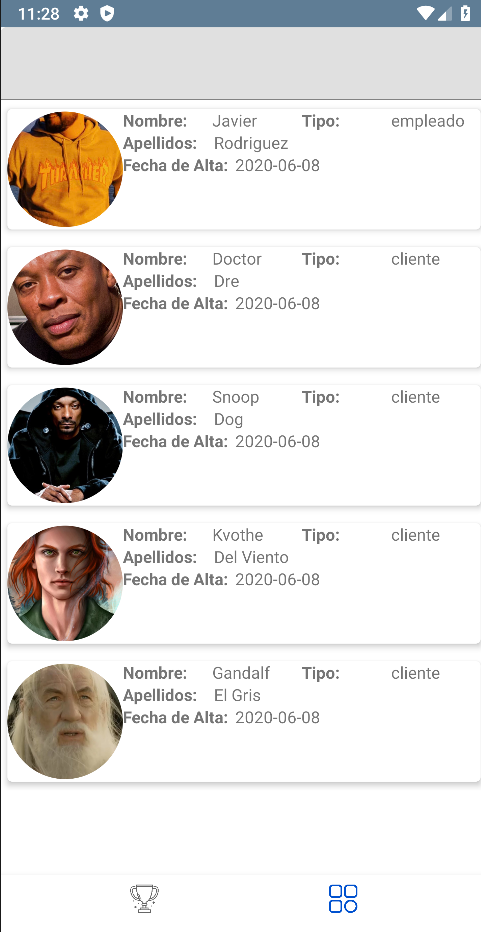 11:28
Nombre: Javier Tipo: empleado
Apellidos: Rodriguez
Fecha de Alta: 2020-06-08
THRASHER
Nombre: Doctor Tipo: cliente
Apellidos: Dre
Fecha de Alta: 2020-06-08
Nombre: Snoop Tipo: cliente
Apellidos: Dog
Fecha de Alta: 2020-06-08
Nombre: Kvothe Tipo: cliente
Apellidos: Del Viento
Fecha de Alta: 2020-06-08
Nombre: Gandalf Tipo: cliente
Apellidos: El Gris
Fecha de Alta: 2020-06-08